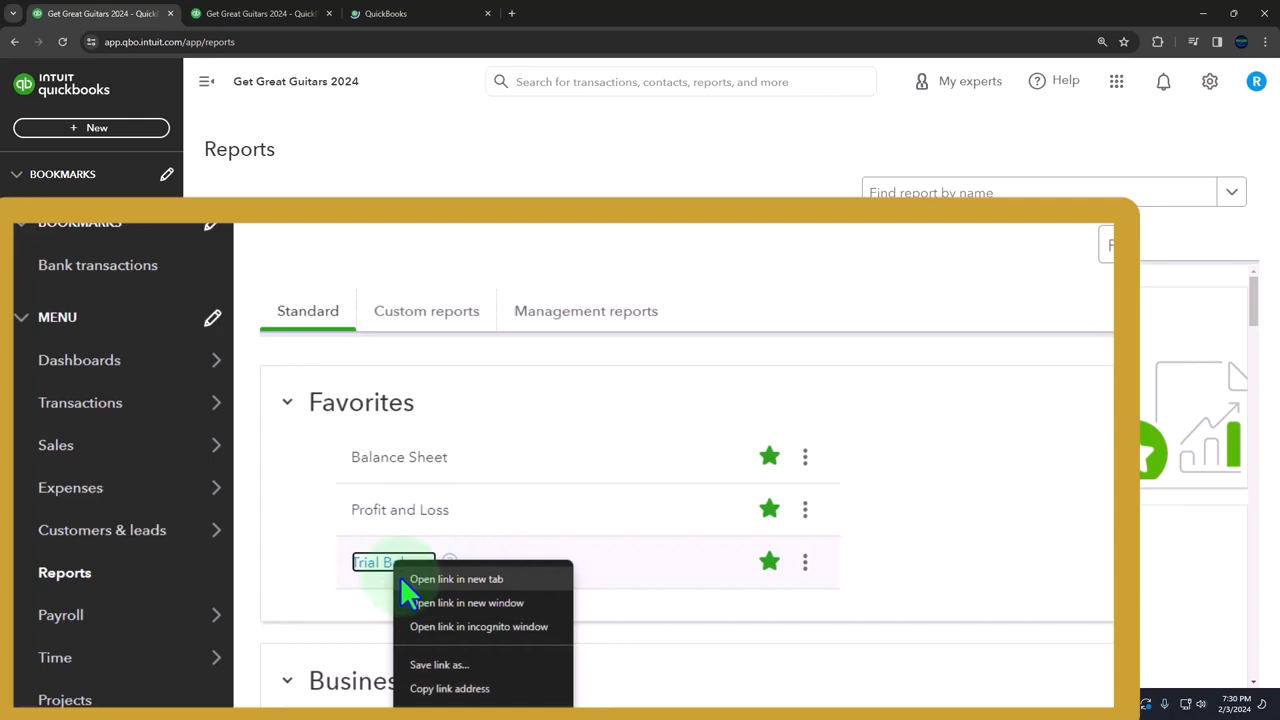 Get Great Guitars 2024 - QuickB
Get Great Guitars 2024 - QuickB
QuickBooks
app.qbo.intuit.com/app/reports
INTUIT
quickbooks
Get Great Guitars 2024
Search for transactions, contacts, reports, and more
My experts
Help
R
+ New
Reports
BOOKMARKS
Find report by name
BOOKMARKS
Bank transactions
MENU
Standard
Custom reports
Management reports
Dashboards
Transactions
Favorites
Sales
Balance Sheet
Expenses
Profit and Loss
Customers & leads
Trial B
Reports
Open link in new tab
Open link in new window
Payroll
Open link in incognito window
Time
Save link as...
Busines
Copy link address
Projects
7:30 PM
2/3/2024